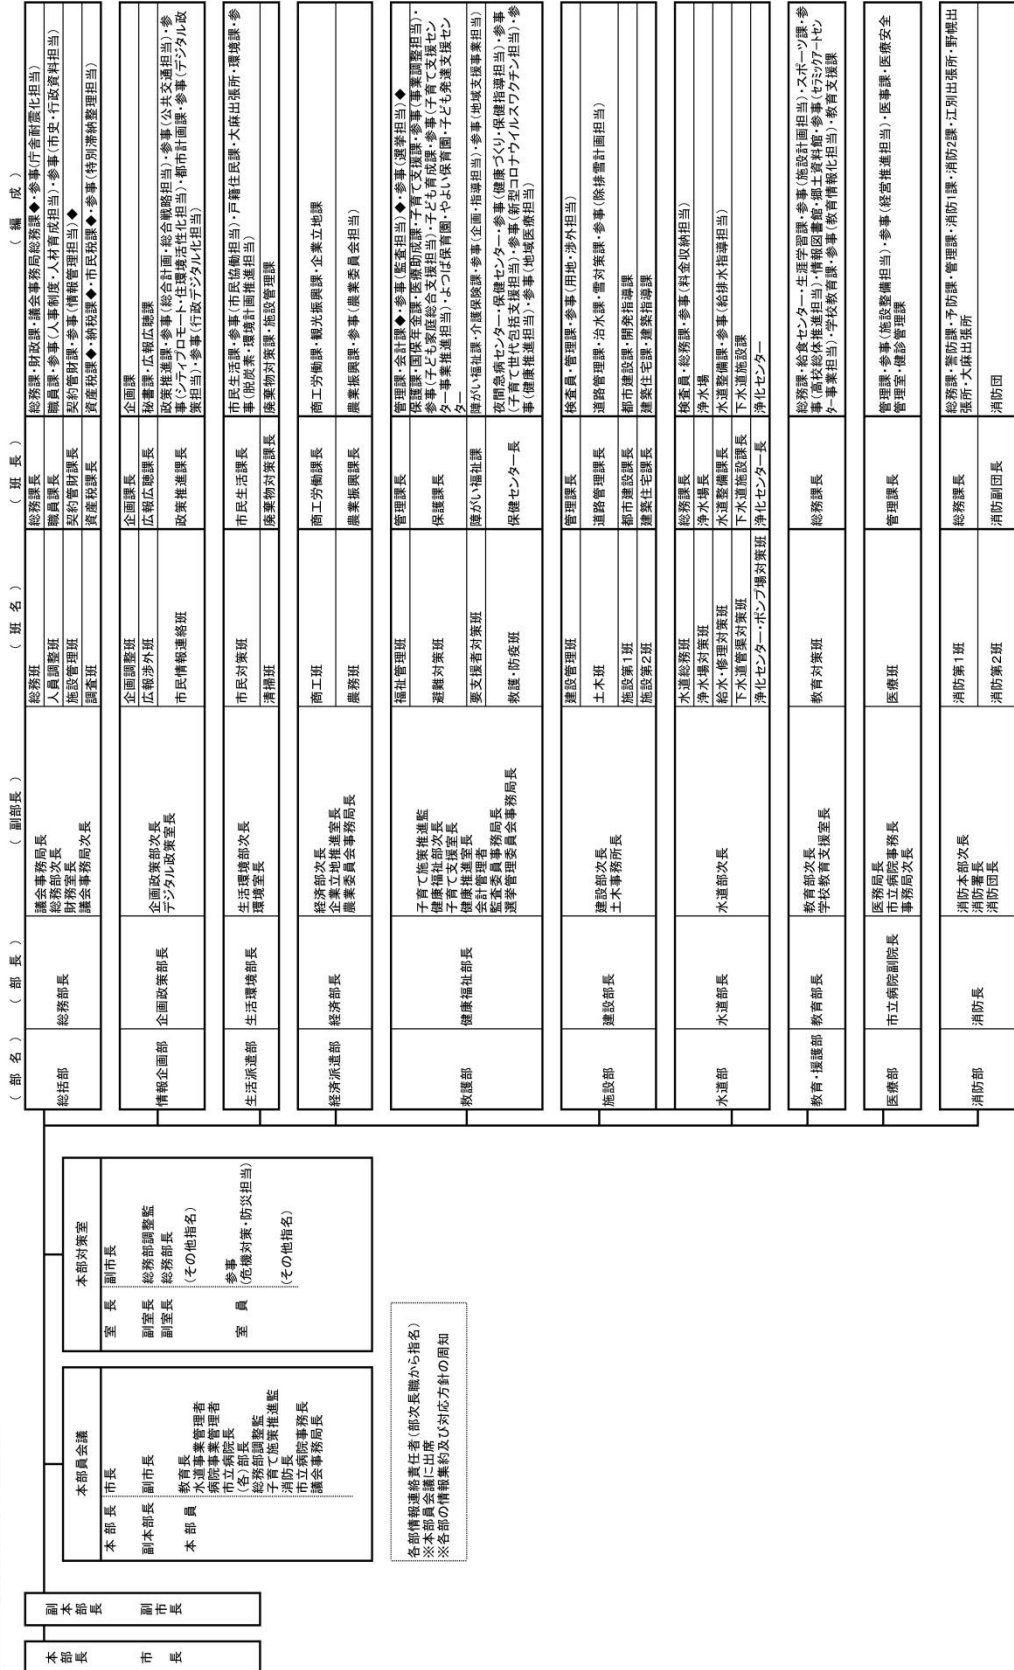 本部長
市長
副本部長
副市長
本部員会議
本部長 市長
副本部長 副市長
本部員 教育長
水道事業管理者
病院事業管理者
市立病院長
(各)部長
総務部調整監
子育て施策推進監
消防長
市立病院事務長
議会事務局長
本部対策室
室長 副市長
副室長 総務部調整監
副室長 総務部長
(その他指名)
室員 参事
(危機対策・防災担当)
(その他指名)
各部情報連絡責任者(部次長職から指名)
※本部員会議に出席
※各部の情報集約及び対応方針の周知
(部名) (部長) (副部長) (班名) (班長) (編成)
総括部 総務部長
議会事務局長
総務部次長
財務室長
議会事務局次長
総務班 総務課長 総務課・財政課・議会事務局総務課◆・参事(庁舎耐震化担当)
人員調整班 職員課長 職員課・参事(人事制度・人材育成担当)・参事(市史・行政資料担当)
施設管理班 契約管財課長 契約管財課・参事(情報管理担当)◆
調査班 資産税課長 資産税課◆・納税課◆・市民税課◆・参事(特別滞納整理担当)
情報企画部 企画政策部長
企画政策部次長
デジタル政策室長
企画調整班 企画課長 企画課
広報渉外班 広報広聴課長 秘書課・広報広聴課
市民情報連絡班 政策推進課長 政策推進課・参事(総合計画・総合戦略担当)・参事(公共交通担当)・参
事(シティプロモート・住環境活性化担当)・都市計画課・参事(デジタル政
策担当)・参事(行政デジタル化担当)
生活派遣部 生活環境部長
生活環境部次長
環境室長
市民対策班 市民生活課長 市民生活課・参事(市民協働担当)・戸籍住民課・大麻出張所・環境課・参
事(脱炭素・環境計画推進担当)
清掃班 廃棄物対策課長 廃棄物対策課・施設管理課
経済派遣部 経済部長
経済部次長
企業立地推進室長
農業委員会事務局長
商工班 商工労働課長 商工労働課・観光振興課・企業立地課
農務班 農業振興課長 農業振興課・参事(農業委員会担当)
救護部 健康福祉部長
子育て施策推進監
健康福祉部次長
子育て支援室長
健康推進室長
会計管理者
監査委員事務局長
選挙管理委員会事務局長
福祉管理班 管理課長 管理課・会計課◆・参事(監査担当)◆・参事(選挙担当)◆
避難対策班 保護課長 保護課・国保年金課・医療助成課・子育て支援課・参事(事業調整担当)・
参事(子ども家庭総合支援担当)・子ども育成課・参事(子育て支援セン
ター事業推進担当)・よつば保育園・やよい保育園・子ども発達支援セン
ター
要支援者対策班 障がい福祉課 障がい福祉課・介護保険課・参事(企画・指導担当)・参事(地域支援事業担当)
救護・防疫班 保健センター長 夜間急病センター・保健センター・参事(健康づくり・保健指導担当)・参事
(子育て世代包括支援担当)・参事(新型コロナウイルスワクチン担当)・参
事(健康推進担当)・参事(地域医療担当)
施設部 建設部長
建設部次長
土木事務所長
建設管理班 管理課長 検査員・管理課・参事(用地・渉外担当)
土木班 道路管理課長 道路管理課・治水課・雪対策課・参事(除排雪計画担当)
施設第1班 都市建設課長 都市建設課・開発指導課
施設第2班 建築住宅課長 建築住宅課・建築指導課
水道部 水道部長 水道部次長
水道総務班 総務課長 検査員・総務課・参事(料金収納担当)
浄水場対策班 浄水場長 浄水場
給水・修理対策班 水道整備課長 水道整備課・参事(給排水指導担当)
下水道管渠対策班 下水道施設課長 下水道施設課
浄化センター・ポンプ場対策班 浄化センター長 浄化センター
教育・援護部 教育部長
教育部次長
学校教育支援室長
教育対策班 総務課長 総務課・給食センター・生涯学習課・参事(施設計画担当)・スポーツ課・参
事(高校総体推進担当)・情報図書館・郷土資料館・参事(セラミックアートセン
ター事業担当)・学校教育課・参事(教育情報化担当)・教育支援課
医療部 市立病院副院長
医務局長
市立病院事務長
事務局次長
医療班 管理課長 管理課・参事(施設整備担当)・参事(経営推進担当)・医事課・医療安全
管理室・健診管理課
消防部 消防長
消防本部次長
消防署長
消防団長
消防第1班 総務課長 総務課・警防課・予防課・管理課・消防1課・消防2課・江別出張所・野幌出
張所・大麻出張所
消防第2班 消防副団長 消防団